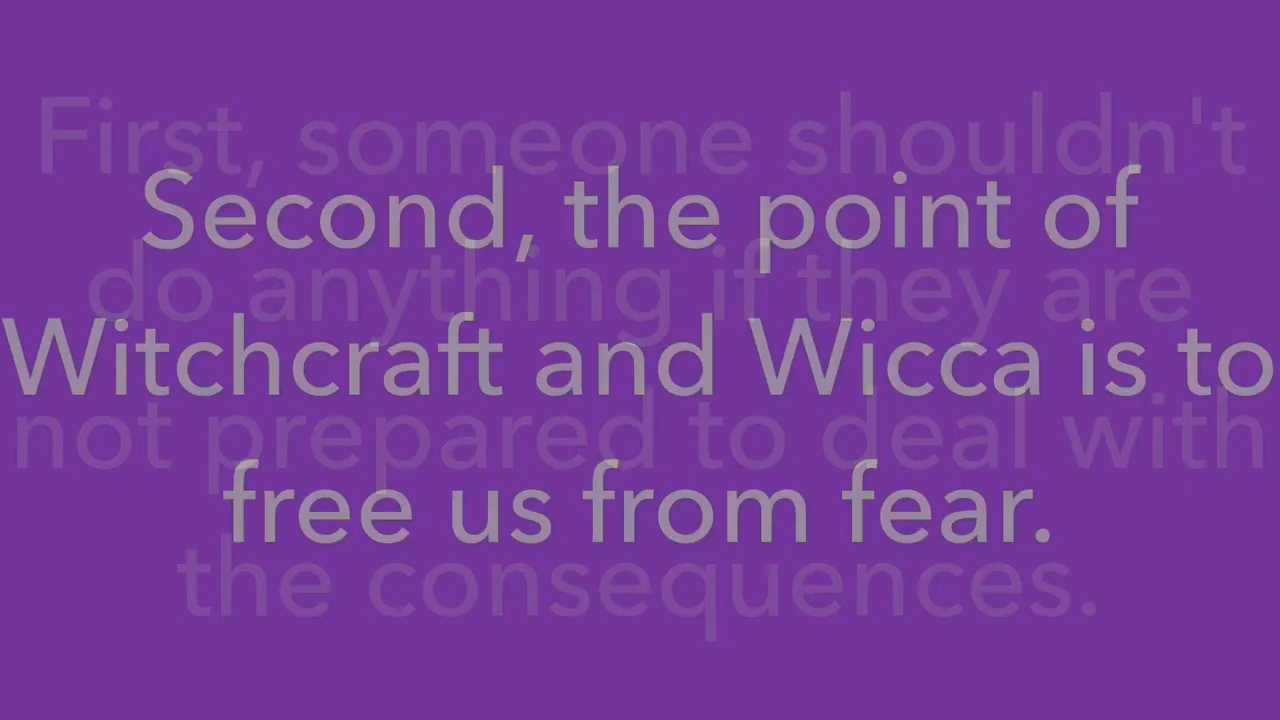 First, someone shouldn't
do anything if they are
not prepared to deal with
the consequences.
Second, the point of
Witchcraft and Wicca is to
free us from fear.